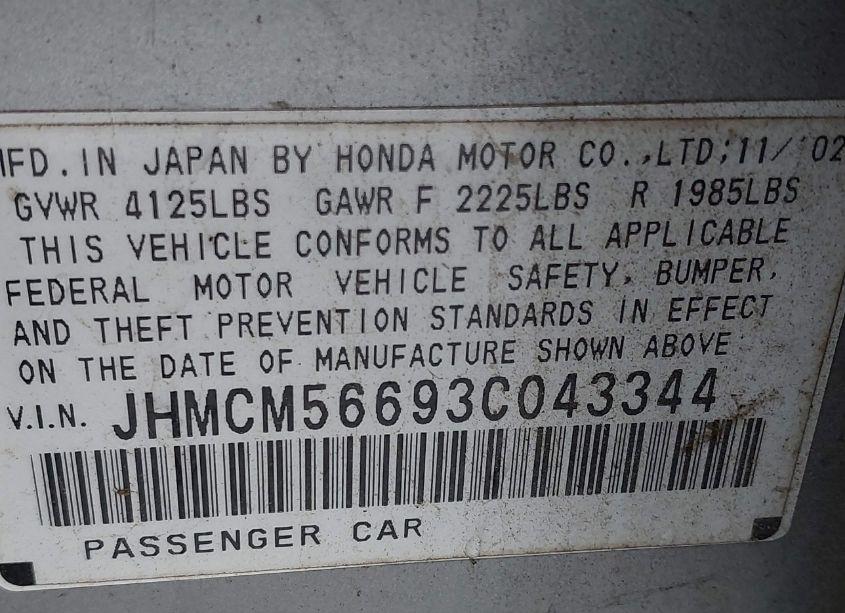 MFD. IN JAPAN BY HONDA MOTOR CO., LTD; 11/ 02
GVWR 4125LBS GAWR F 2225LBS R 1985LBS
THIS VEHICLE CONFORMS TO ALL APPLICABLE
FEDERAL MOTOR VEHICLE SAFETY, BUMPER,
AND THEFT PREVENTION STANDARDS IN EFFECT
ON THE DATE OF MANUFACTURE SHOWN ABOVE
V.I.N. JHMCM56693C043344
PASSENGER CAR